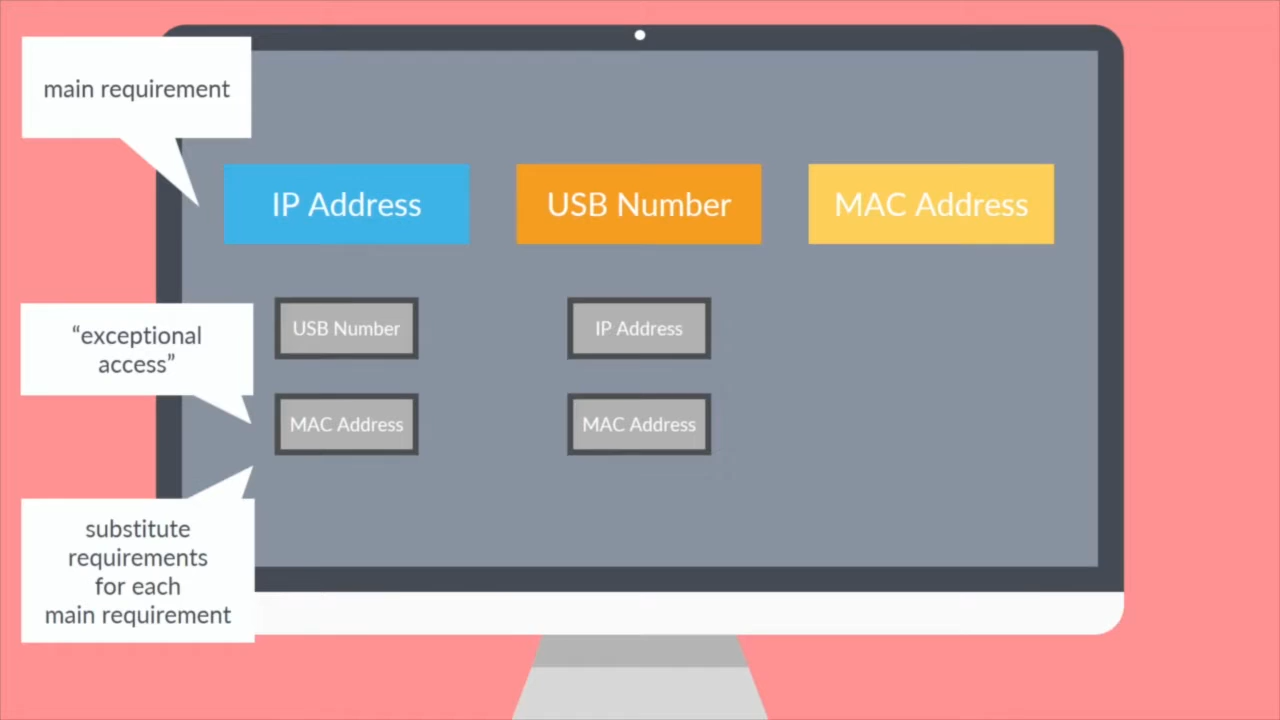 main requirement
IP Address
USB Number
MAC Address
“exceptional
access”
USB Number
IP Address
MAC Address
MAC Address
substitute
requirements
for each
main requirement